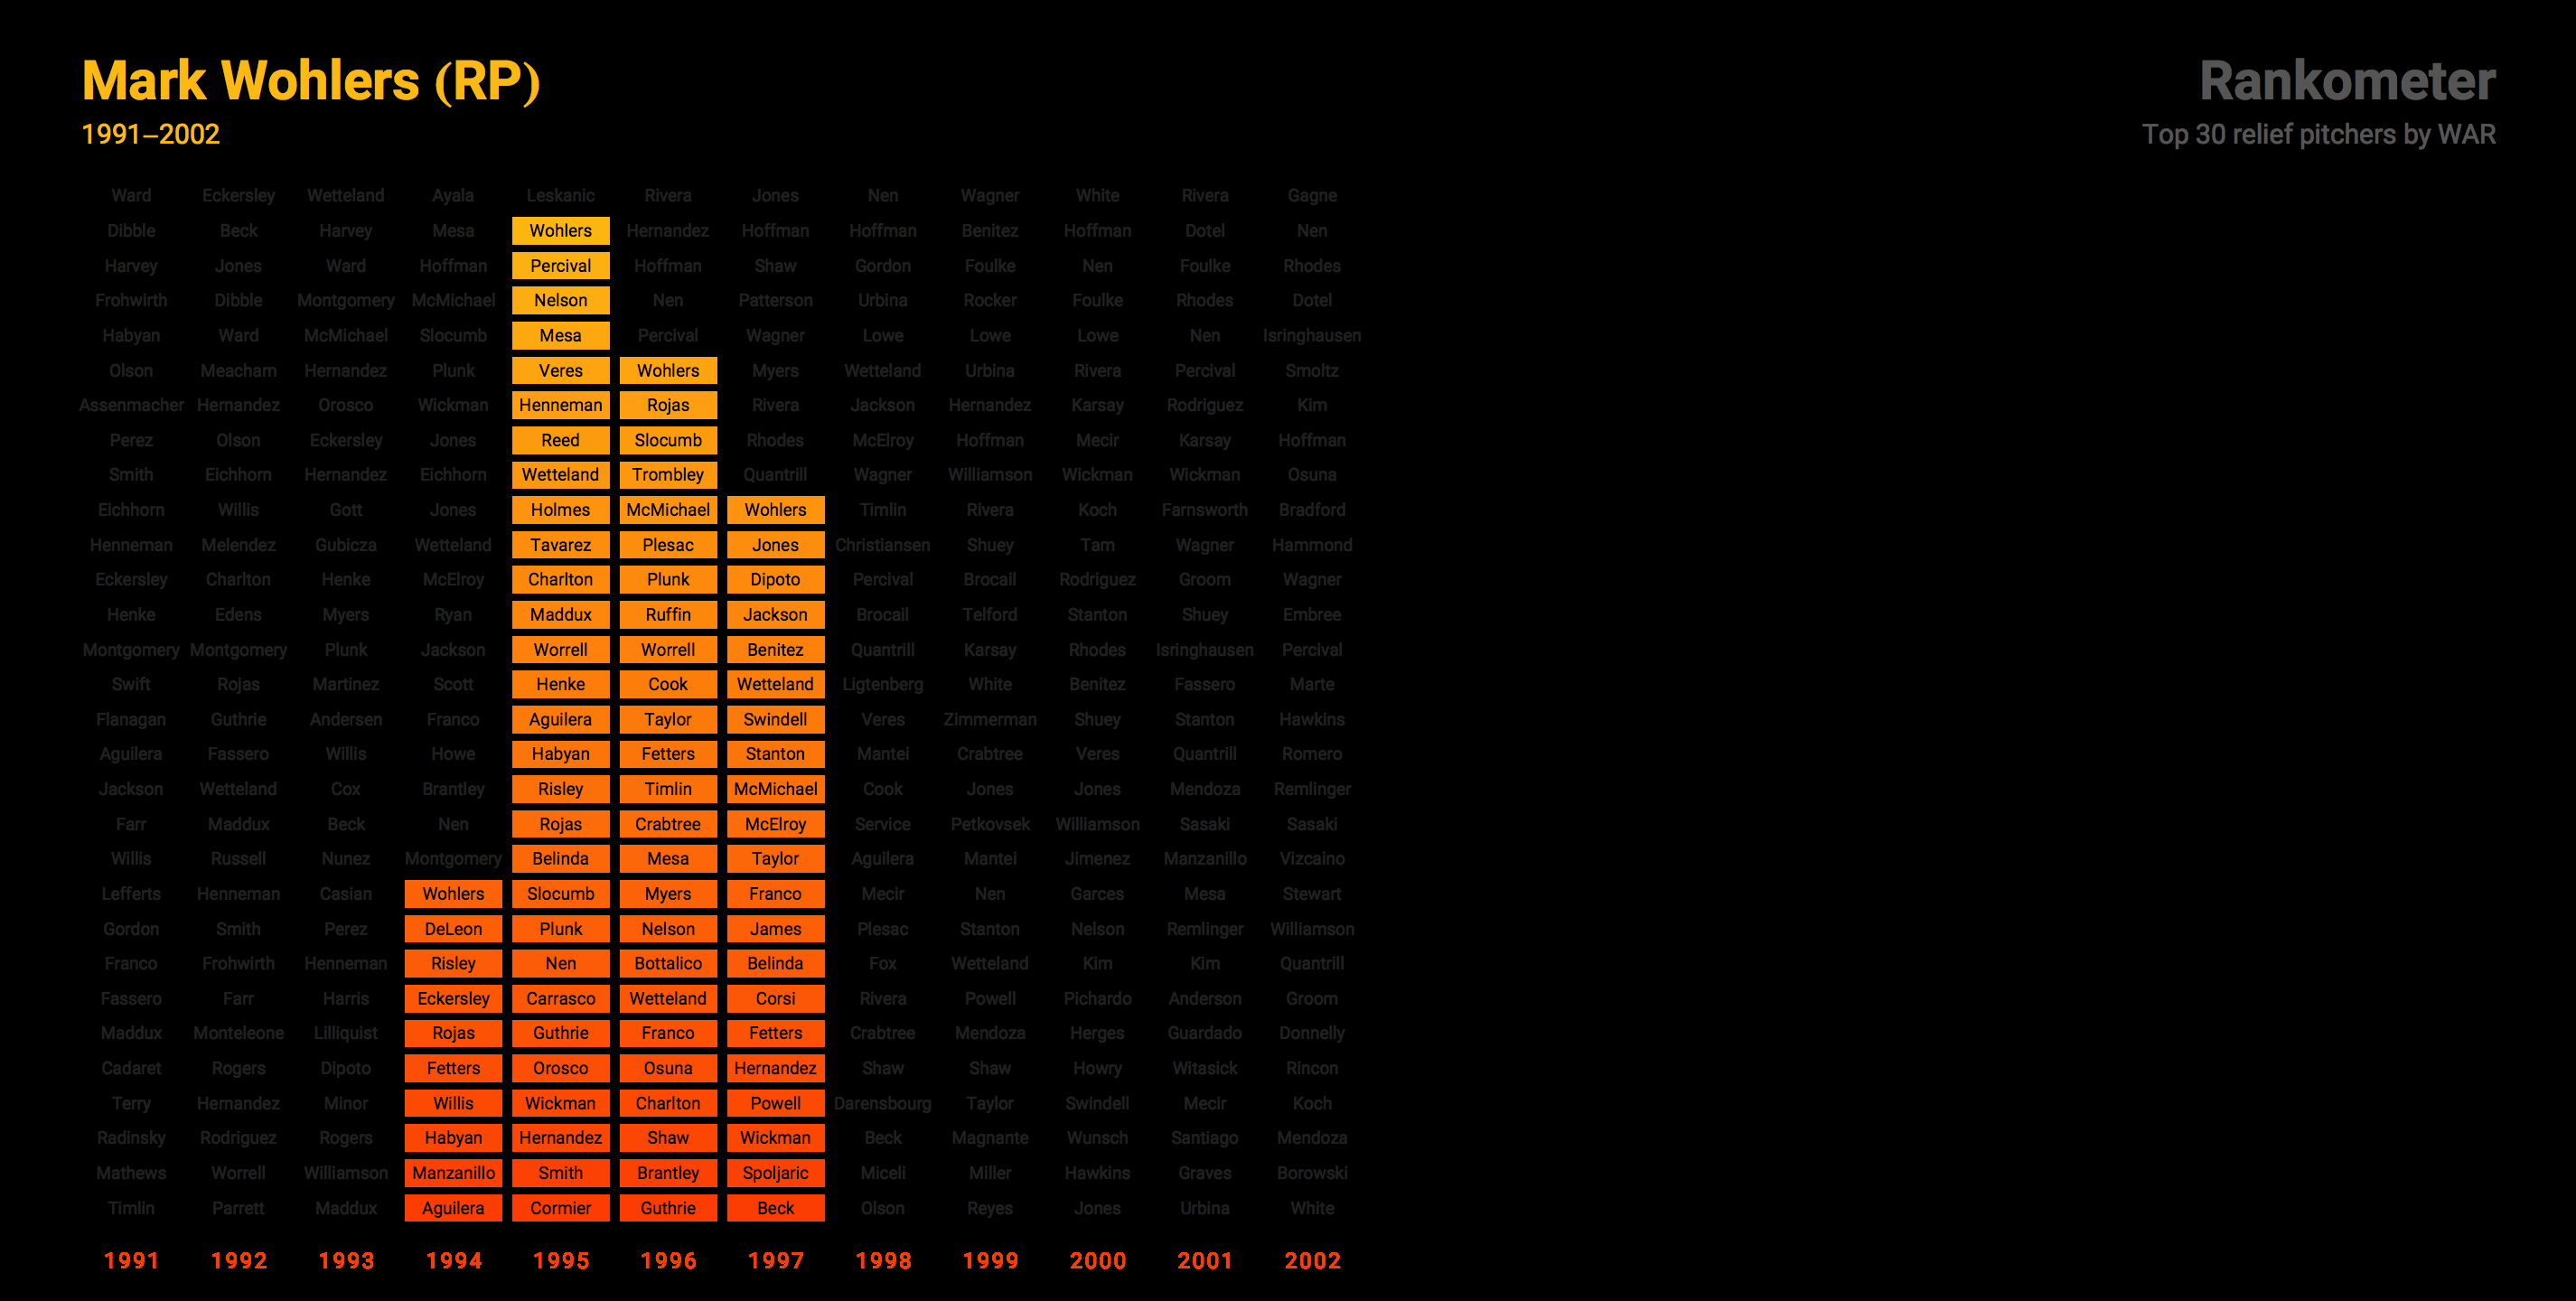 Mark Wohlers (RP)
1991–2002
Rankometer
Top 30 relief pitchers by WAR
Ward Eckersley Wetteland Ayala Leskanic Rivera Jones Nen Wagner White Rivera Gagne
Dibble Beck Harvey Mesa Wohlers Hernandez Hoffman Hoffman Benitez Hoffman Dotel Nen
Harvey Jones Ward Hoffman Percival Hoffman Shaw Gordon Foulke Nen Foulke Rhodes
Frohwirth Dibble Montgomery McMichael Nelson Nen Patterson Urbina Rocker Foulke Rhodes Dotel
Habyan Ward McMichael Slocumb Mesa Percival Wagner Lowe Lowe Lowe Nen Isringhausen
Olson Meacham Hernandez Plunk Veres Wohlers Myers Wetteland Urbina Rivera Percival Smoltz
Assenmacher Hernandez Orosco Wickman Henneman Rojas Rivera Jackson Hernandez Karsay Rodriguez Kim
Perez Olson Eckersley Jones Reed Slocumb Rhodes McElroy Hoffman Mecir Karsay Hoffman
Smith Eichhorn Hernandez Eichhorn Wetteland Trombley Quantrill Wagner Williamson Wickman Wickman Osuna
Eichhorn Willis Gott Jones Holmes McMichael Wohlers Timlin Rivera Koch Farnsworth Bradford
Henneman Melendez Gubicza Wetteland Tavarez Plesac Jones Christiansen Shuey Tam Wagner Hammond
Eckersley Charlton Henke McElroy Charlton Plunk Dipoto Percival Brocail Rodriguez Groom Wagner
Henke Edens Myers Ryan Maddux Ruffin Jackson Brocail Telford Stanton Shuey Embree
Montgomery Montgomery Plunk Jackson Worrell Worrell Benitez Quantrill Karsay Rhodes Isringhausen Percival
Swift Rojas Martinez Scott Henke Cook Wetteland Ligtenberg White Benitez Fassero Marte
Flanagan Guthrie Andersen Franco Aguilera Taylor Swindell Veres Zimmerman Shuey Stanton Hawkins
Aguilera Fassero Willis Howe Habyan Fetters Stanton Mantei Crabtree Veres Quantrill Romero
Jackson Wetteland Cox Brantley Risley Timlin McMichael Cook Jones Jones Mendoza Remlinger
Farr Maddux Beck Nen Rojas Crabtree McElroy Service Petkovsek Williamson Sasaki Sasaki
Willis Russell Nunez Montgomery Belinda Mesa Taylor Aguilera Mantei Jimenez Manzanillo Vizcaino
Lefferts Henneman Casian Wohlers Slocumb Myers Franco Mecir Nen Garces Mesa Stewart
Gordon Smith Perez DeLeon Plunk Nelson James Plesac Stanton Nelson Remlinger Williamson
Franco Frohwirth Henneman Risley Nen Bottalico Belinda Fox Wetteland Kim Kim Quantrill
Fassero Farr Harris Eckersley Carrasco Wetteland Corsi Rivera Powell Pichardo Anderson Groom
Maddux Monteleone Lilliquist Rojas Guthrie Franco Fetters Crabtree Mendoza Herges Guardado Donnelly
Cadaret Rogers Dipoto Fetters Orosco Osuna Hernandez Shaw Shaw Howry Witasick Rincon
Terry Hernandez Minor Willis Wickman Charlton Powell Darensbourg Taylor Swindell Mecir Koch
Radinsky Rodriguez Rogers Habyan Hernandez Shaw Wickman Beck Magnante Wunsch Santiago Mendoza
Mathews Worrell Williamson Manzanillo Smith Brantley Spoljaric Miceli Miller Hawkins Graves Borowski
Timlin Parrett Maddux Aguilera Cormier Guthrie Beck Olson Reyes Jones Urbina White
1991 1992 1993 1994 1995 1996 1997 1998 1999 2000 2001 2002